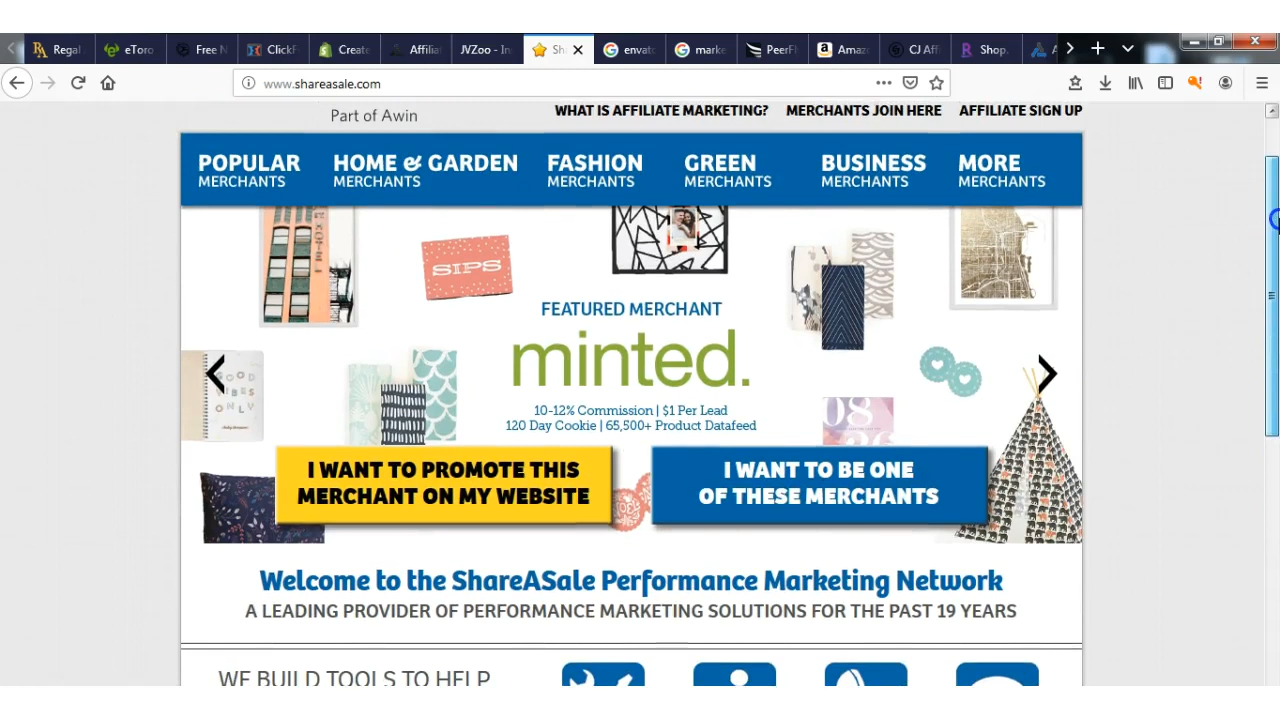 Regal
eToro
Free N
ClickF
Create
Affilia
JVZoo - In
Sh
envato
marke
PeerFl
Amaz
CJ Affi
Shop.
A
www.shareasale.com
Part of Awin
WHAT IS AFFILIATE MARKETING?
MERCHANTS JOIN HERE
AFFILIATE SIGN UP
POPULAR
MERCHANTS
HOME & GARDEN
MERCHANTS
FASHION
MERCHANTS
GREEN
MERCHANTS
BUSINESS
MERCHANTS
MORE
MERCHANTS
SIPS
FEATURED MERCHANT
minted.
10-12% Commission | $1 Per Lead
120 Day Cookie | 65,500+ Product Datafeed
GOOD
VIBES
ONLY
08
I WANT TO PROMOTE THIS
MERCHANT ON MY WEBSITE
I WANT TO BE ONE
OF THESE MERCHANTS
Welcome to the ShareASale Performance Marketing Network
A LEADING PROVIDER OF PERFORMANCE MARKETING SOLUTIONS FOR THE PAST 19 YEARS
WE BUILD TOOLS TO HELP